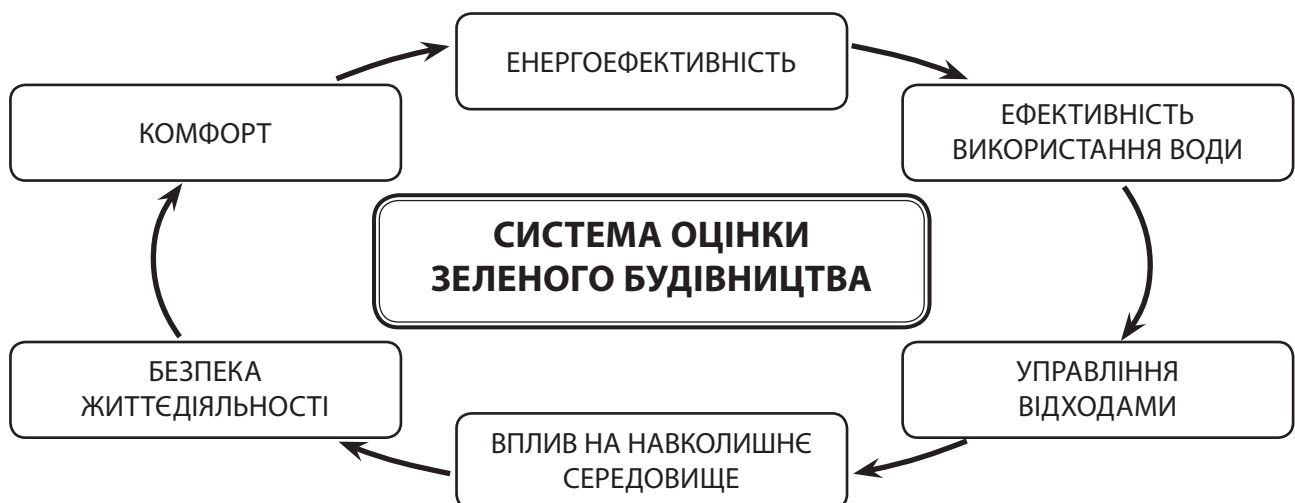 ЕНЕРГОЕФЕКТИВНІСТЬ
КОМФОРТ
ЕФЕКТИВНІСТЬ
ВИКОРИСТАННЯ ВОДИ
СИСТЕМА ОЦІНКИ
ЗЕЛЕНОГО БУДІВНИЦТВА
БЕЗПЕКА
ЖИТТЄДІЯЛЬНОСТІ
УПРАВЛІННЯ
ВІДХОДАМИ
ВПЛИВ НА НАВКОЛИШНЄ
СЕРЕДОВИЩЕ